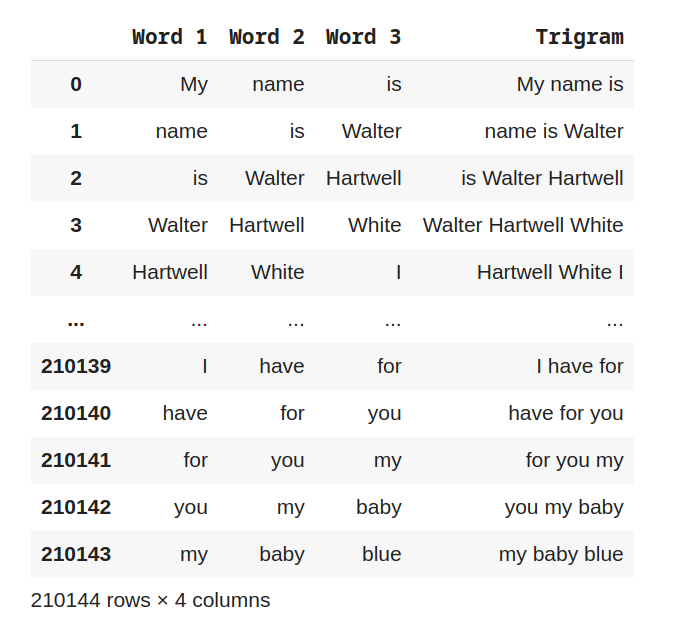 Word 1 Word 2 Word 3 Trigram
0 My name is My name is
1 name is Walter name is Walter
2 is Walter Hartwell is Walter Hartwell
3 Walter Hartwell White Walter Hartwell White
4 Hartwell White I Hartwell White I
... ... ... ... ...
210139 I have for I have for
210140 have for you have for you
210141 for you my for you my
210142 you my baby you my baby
210143 my baby blue my baby blue
210144 rows × 4 columns